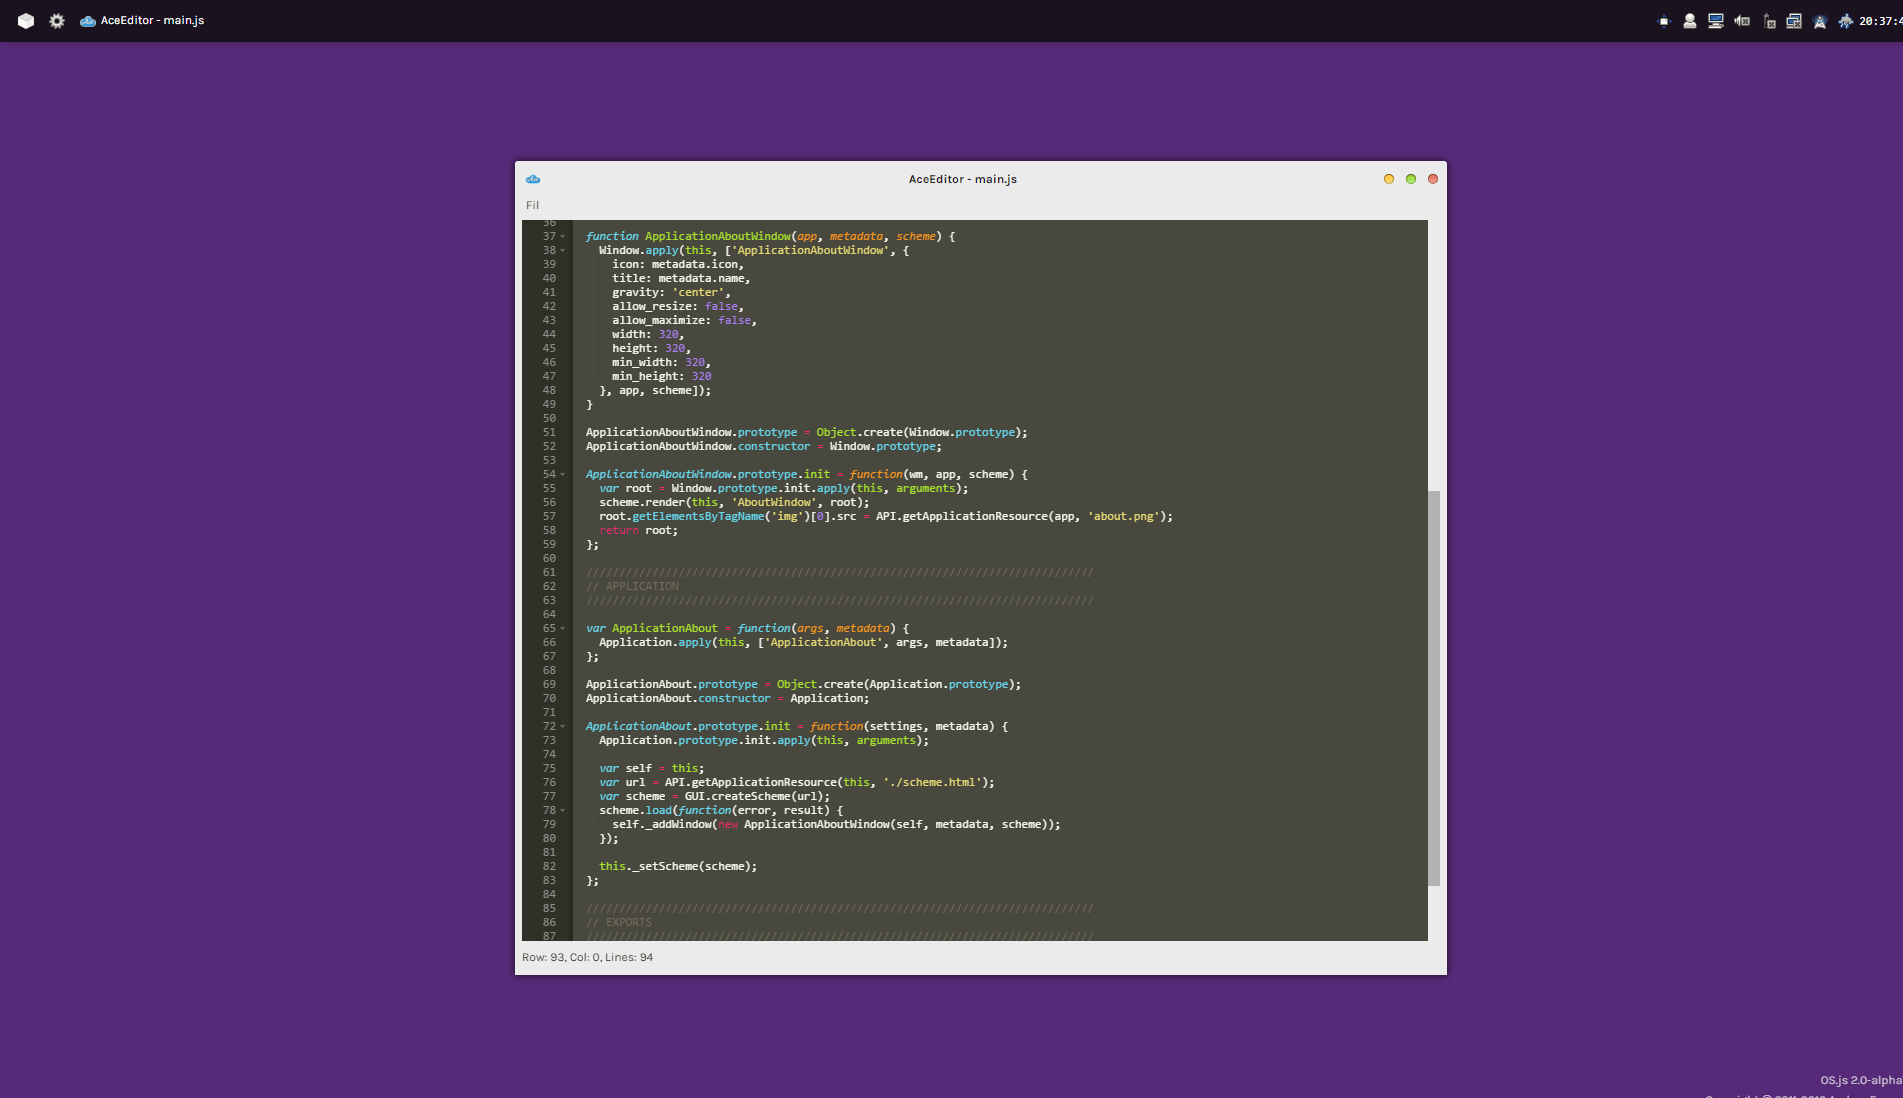 AceEditor - main.js
20:37:4
AceEditor - main.js
Fil
36
37 function ApplicationAboutWindow(app, metadata, scheme) {
38 Window.apply(this, ['ApplicationAboutWindow', {
39 icon: metadata.icon,
40 title: metadata.name,
41 gravity: 'center',
42 allow_resize: false,
43 allow_maximize: false,
44 width: 320,
45 height: 320,
46 min_width: 320,
47 min_height: 320
48 }, app, scheme]);
49 }
50
51 ApplicationAboutWindow.prototype = Object.create(Window.prototype);
52 ApplicationAboutWindow.constructor = Window.prototype;
53
54 ApplicationAboutWindow.prototype.init = function(wm, app, scheme) {
55 var root = Window.prototype.init.apply(this, arguments);
56 scheme.render(this, 'AboutWindow', root);
57 root.getElementsByTagName('img')[0].src = API.getApplicationResource(app, 'about.png');
58 return root;
59 };
60
61 /////////////////////////////////////////////////////////////////////////////
62 // APPLICATION
63 /////////////////////////////////////////////////////////////////////////////
64
65 var ApplicationAbout = function(args, metadata) {
66 Application.apply(this, ['ApplicationAbout', args, metadata]);
67 };
68
69 ApplicationAbout.prototype = Object.create(Application.prototype);
70 ApplicationAbout.constructor = Application;
71
72 ApplicationAbout.prototype.init = function(settings, metadata) {
73 Application.prototype.init.apply(this, arguments);
74
75 var self = this;
76 var url = API.getApplicationResource(this, './scheme.html');
77 var scheme = GUI.createScheme(url);
78 scheme.load(function(error, result) {
79 self._addWindow(new ApplicationAboutWindow(self, metadata, scheme));
80 });
81
82 this._setScheme(scheme);
83 };
84
85 /////////////////////////////////////////////////////////////////////////////
86 // EXPORTS
87 /////////////////////////////////////////////////////////////////////////////
Row: 93, Col: 0, Lines: 94
OS.js 2.0-alpha